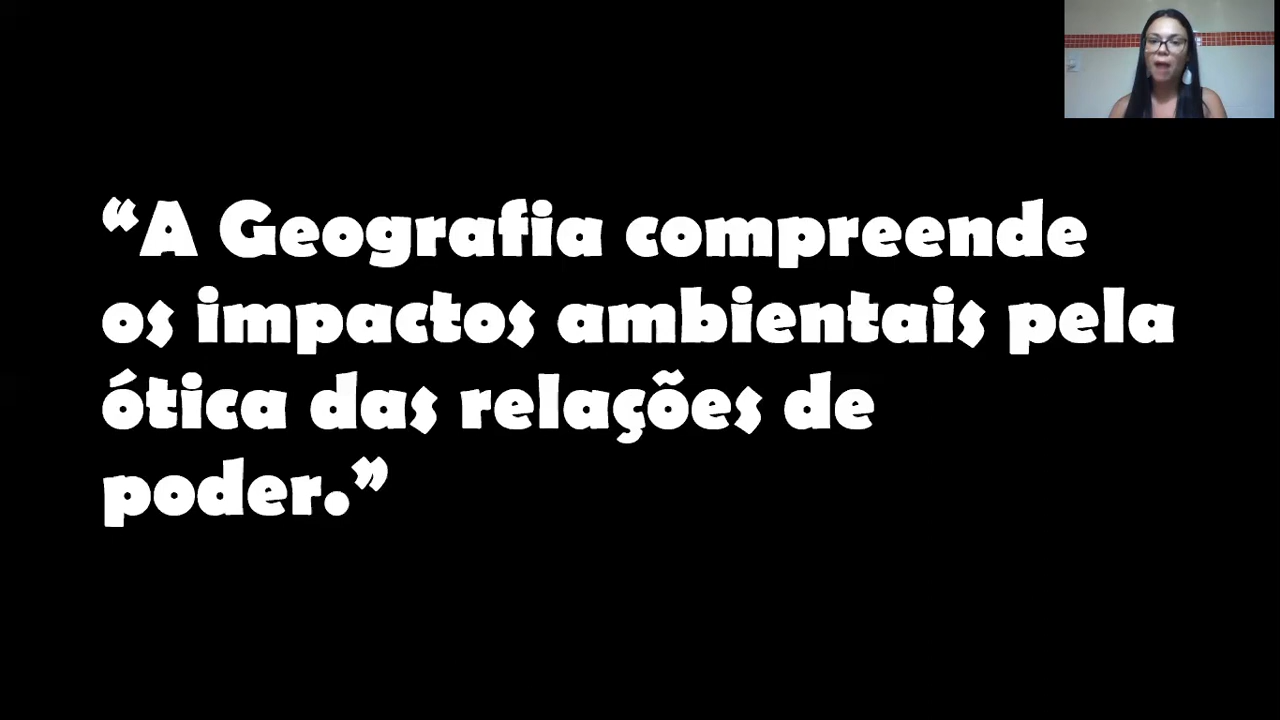 “A Geografia compreende
os impactos ambientais pela
ótica das relações de
poder.”